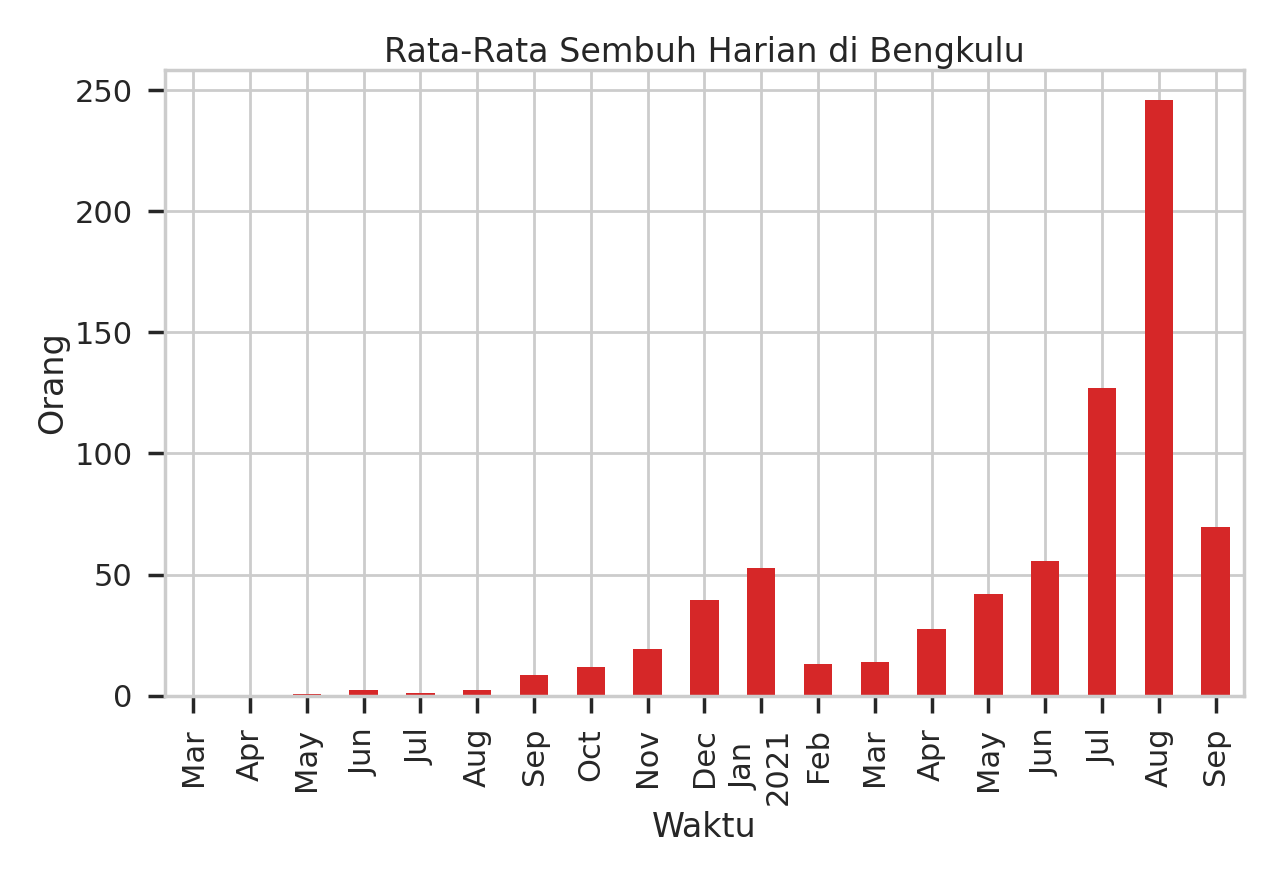 Rata-Rata Sembuh Harian di Bengkulu
Orang
250
200
150
100
50
0
Mar
Apr
May
Jun
Jul
Aug
Sep
Oct
Nov
Dec
Jan
2021
Feb
Mar
Apr
May
Jun
Jul
Aug
Sep
Waktu